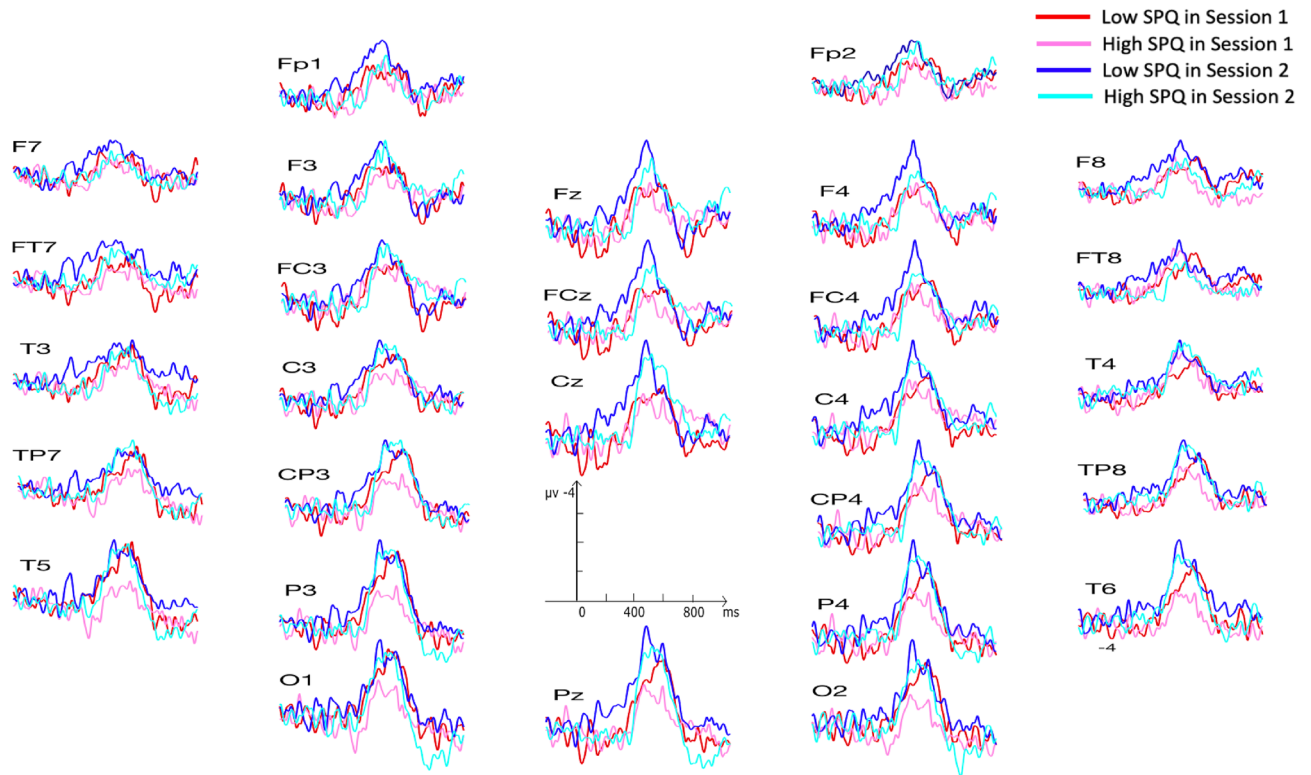 Low SPQ in Session 1
High SPQ in Session 1
Low SPQ in Session 2
High SPQ in Session 2
Fp1
Fp2
F7
F3
Fz
F4
F8
FT7
FC3
FCz
FC4
FT8
T3
C3
Cz
C4
T4
TP7
CP3
CP4
TP8
μv -4
T5
P3
0 400 800 ms
P4
T6
-4
O1
Pz
O2